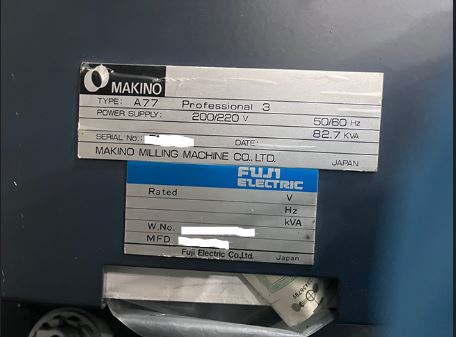 MAKINO
TYPE: A77 Professional 3
POWER SUPPLY: 200/220 V 50/60 Hz
82.7 KVA
SERIAL No.: DATE:
MAKINO MILLING MACHINE CO., LTD. JAPAN
FUJI
ELECTRIC
Rated V
Hz
kVA
W.No.
MFD
Fuji Electric Co.,Ltd. Japan